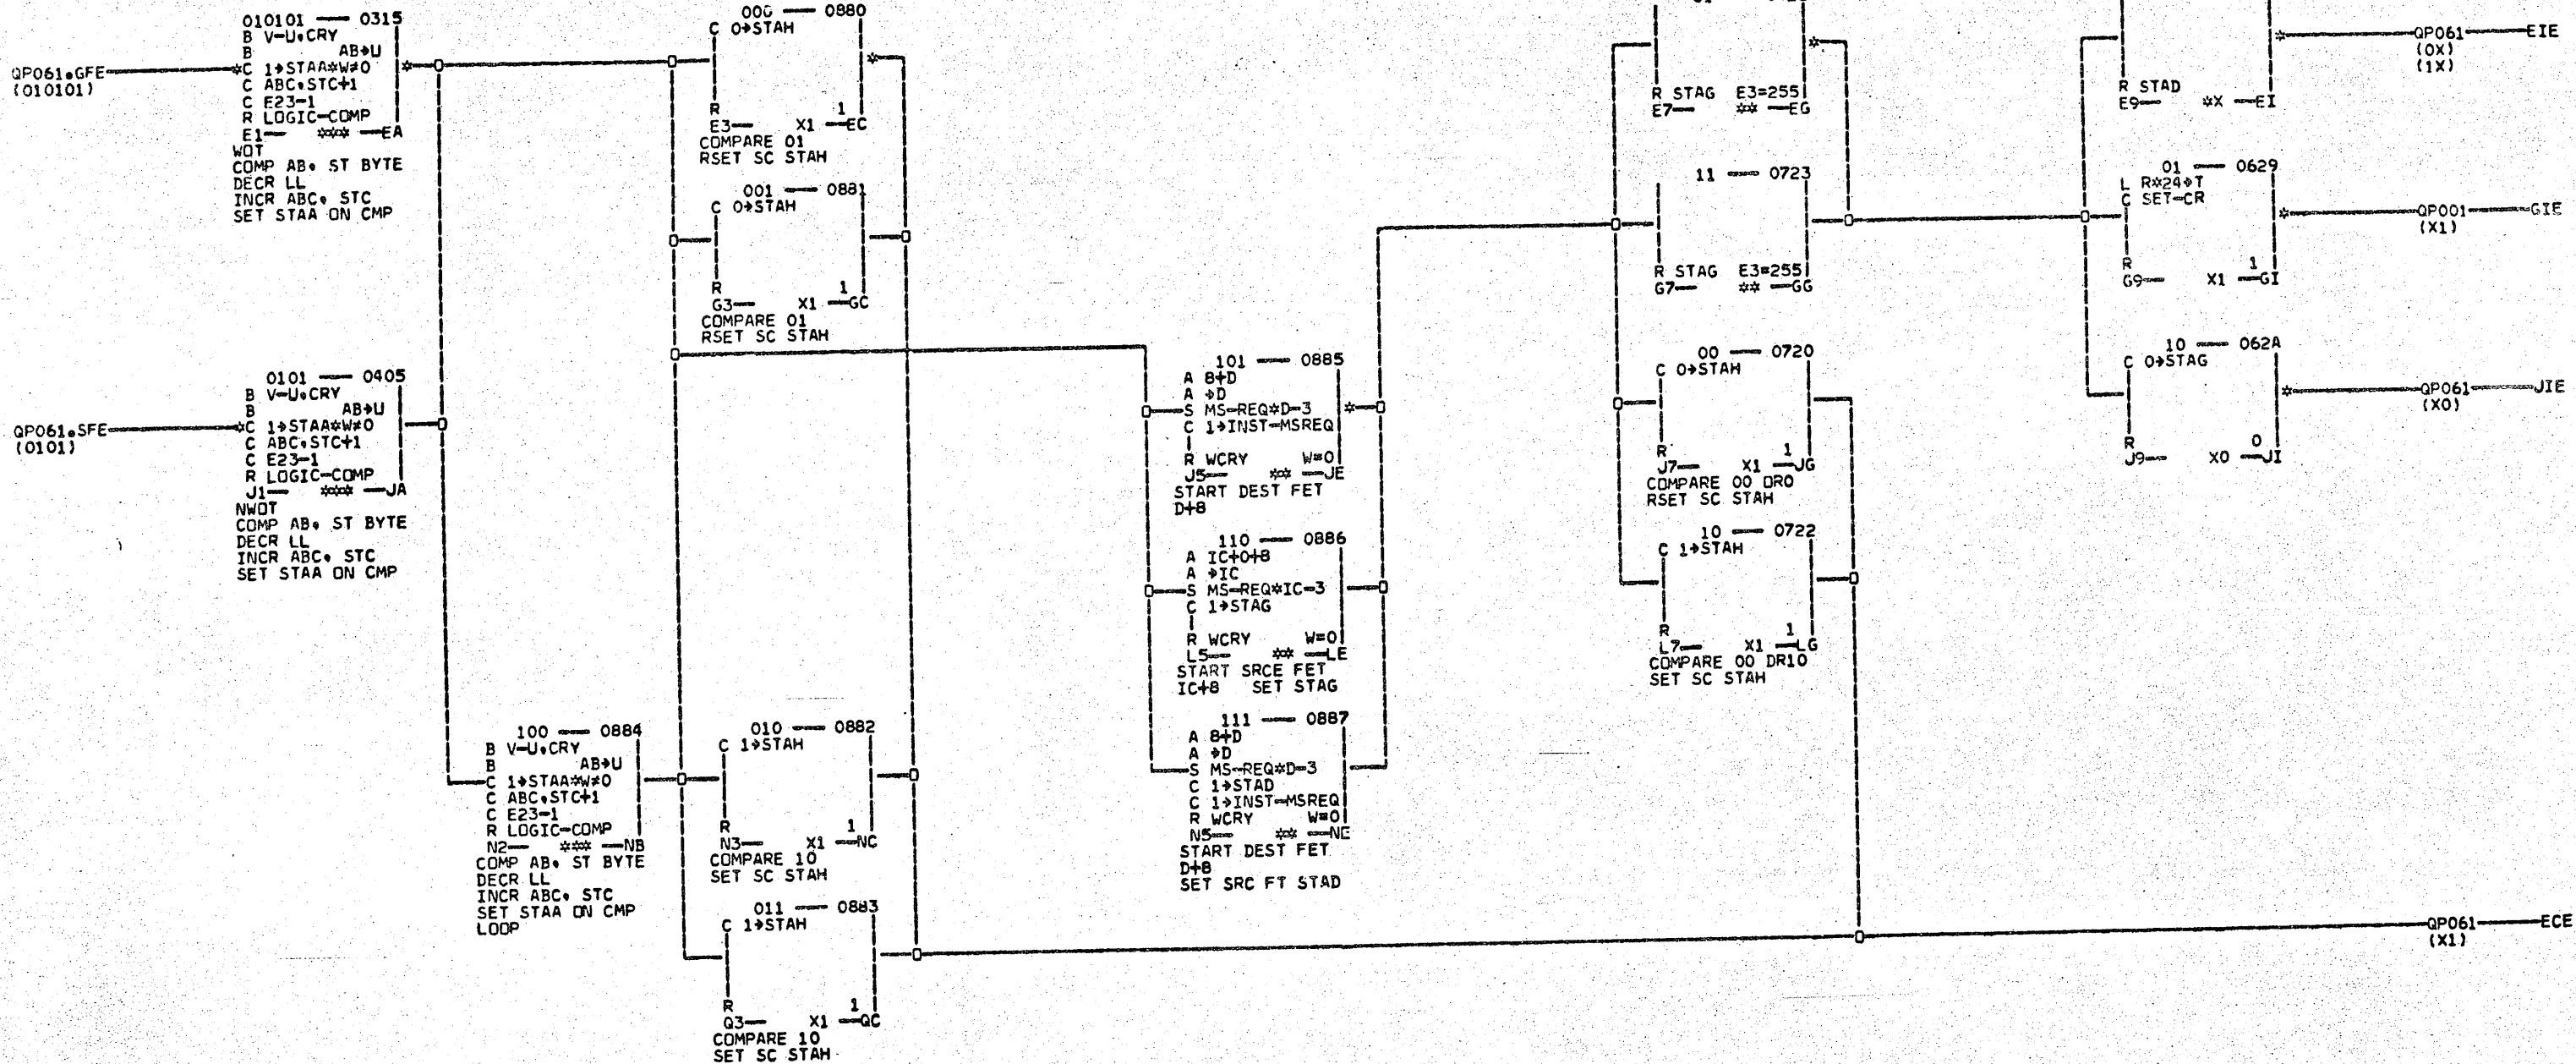 QP061.GFE
(010101)
010101 — 0315
B V-U.CRY
B AB→U
*C 1→STAA*W≠0 *
C ABC.STC+1
C E23-1
R LOGIC-COMP
E1— *** —EA
WOT
COMP AB. ST BYTE
DECR LL
INCR ABC. STC
SET STAA ON CMP
QP061.SFE
(0101)
0101 — 0405
B V-U.CRY
B AB→U
*C 1→STAA*W≠0
C ABC.STC+1
C E23-1
R LOGIC-COMP
J1— *** —JA
NWOT
COMP AB. ST BYTE
DECR LL
INCR ABC. STC
SET STAA ON CMP
100 — 0884
B V-U.CRY
B AB→U
C 1→STAA*W≠0
C ABC.STC+1
C E23-1
R LOGIC-COMP
N2— *** —NB
COMP AB. ST BYTE
DECR LL
INCR ABC. STC
SET STAA ON CMP
LOOP
000 — 0880
C 0→STAH
*
R 1
E3— X1 —EC
COMPARE 01
RSET SC STAH
001 — 0881
C 0→STAH
R 1
G3— X1 —GC
COMPARE 01
RSET SC STAH
010 — 0882
C 1→STAH
R 1
N3— X1 —NC
COMPARE 10
SET SC STAH
011 — 0883
C 1→STAH
R 1
Q3— X1 —QC
COMPARE 10
SET SC STAH
101 — 0885
A 8+D
A →D
S MS-REQ*D-3 *
C 1→INST-MSREQ
R WCRY W=0
J5— ** —JE
START DEST FET
D+8
110 — 0886
A IC+0+8
A →IC
S MS-REQ*IC-3
C 1→STAG
R WCRY W=0
L5— ** —LE
START SRCE FET
IC+8 SET STAG
111 — 0887
A 8+D
A →D
S MS-REQ*D-3
C 1→STAD
C 1→INST-MSREQ
R WCRY W=0
N5— ** —NE
START DEST FET
D+8
SET SRC FT STAD
*
R STAG E3=255
E7— ** —EG
11 — 0723
R STAG E3=255
G7— ** —GG
00 — 0720
C 0→STAH
R 1
J7— X1 —JG
COMPARE 00 DR0
RSET SC STAH
10 — 0722
C 1→STAH
R 1
L7— X1 —LG
COMPARE 00 DR10
SET SC STAH
*
R STAD
E9— *X —EI
01 — 0629
L R*24→T
C SET-CR
*
R 1
G9— X1 —GI
10 — 062A
C 0→STAG
*
R 0
J9— X0 —JI
QP061 — EIE
(0X)
(1X)
QP001 — GIE
(X1)
QP061 — JIE
(X0)
QP061 — ECE
(X1)